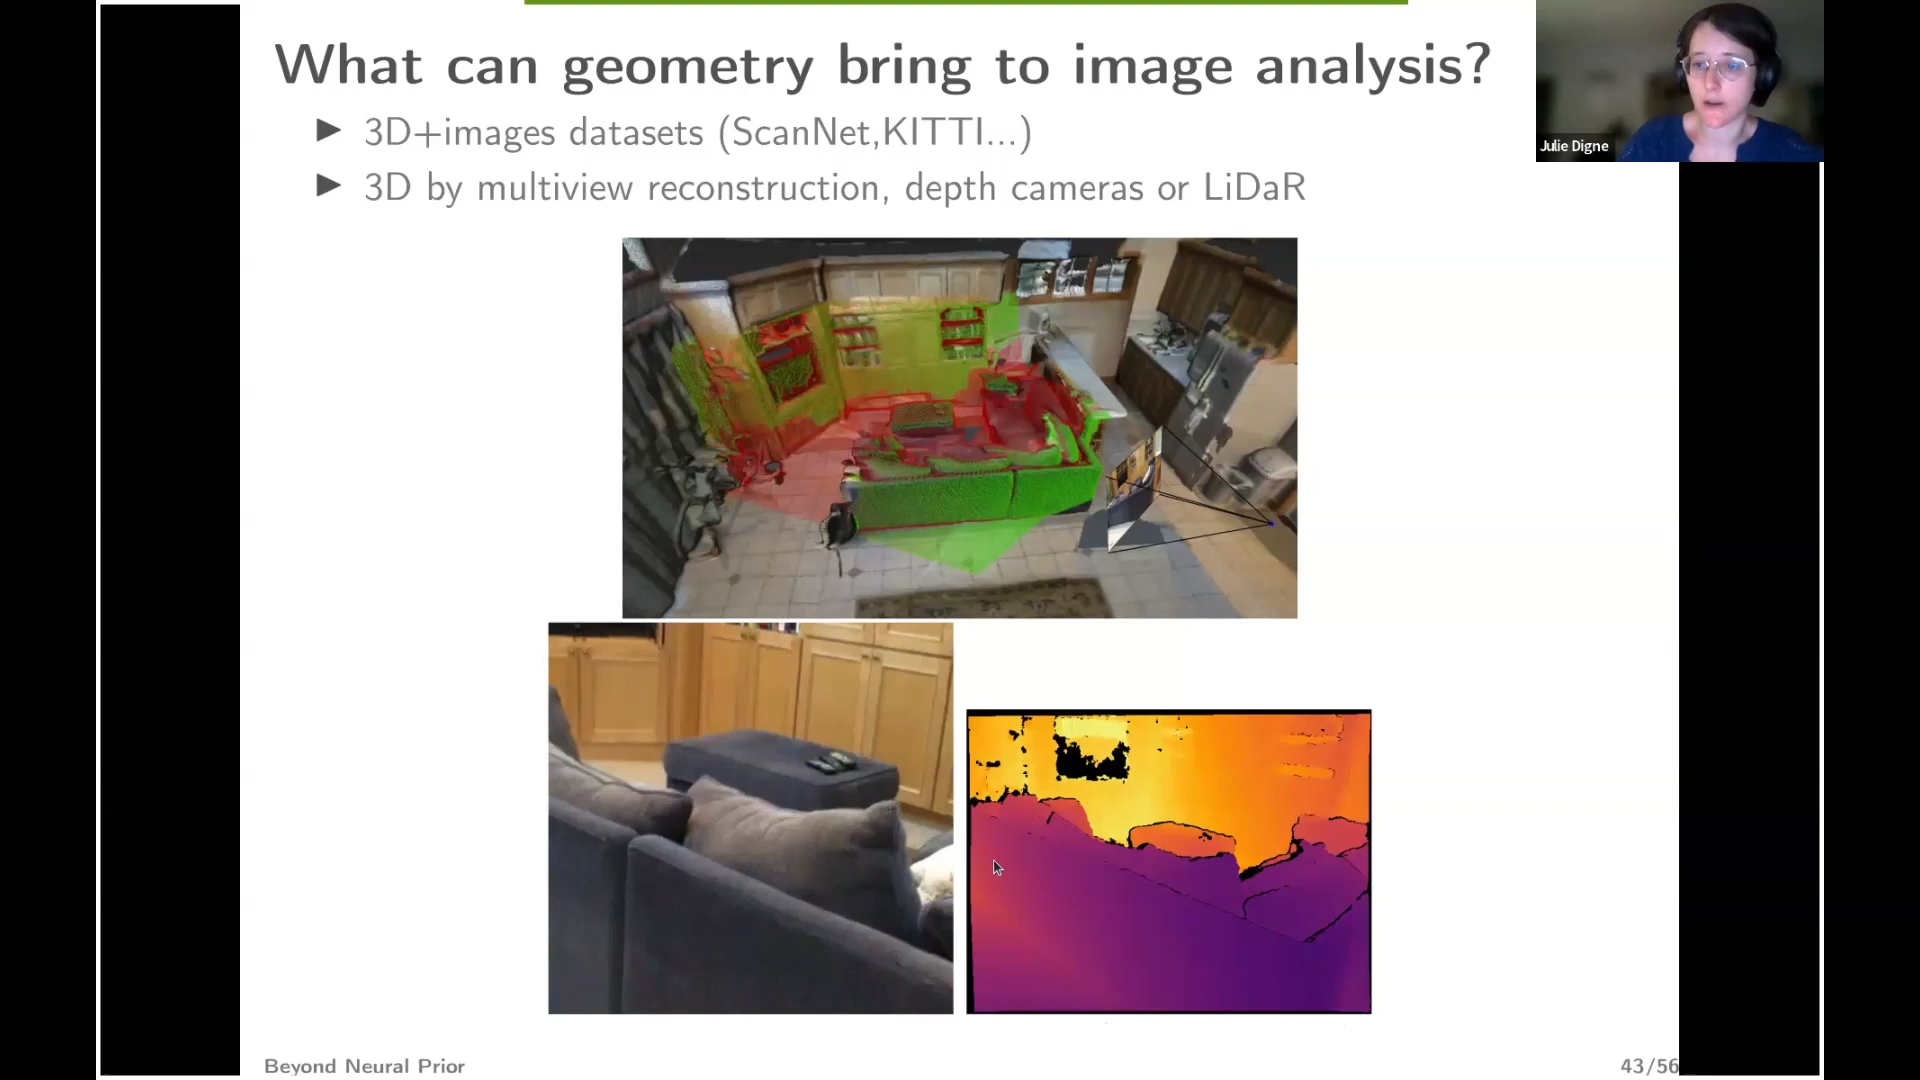 What can geometry bring to image analysis?
3D+images datasets (ScanNet,KITTI...)
3D by multiview reconstruction, depth cameras or LiDaR
Julie Digne
Beyond Neural Prior
43/56